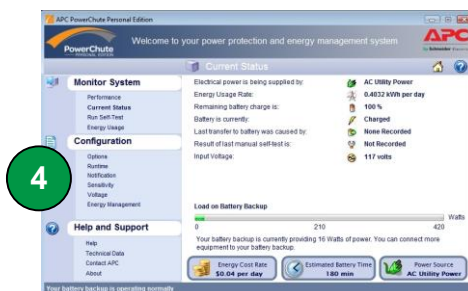 APC PowerChute Personal Edition
PowerChute
PERSONAL EDITION
Welcome to your power protection and energy management system
APC
by Schneider Electric
Current Status
Monitor System
Performance
Current Status
Run Self-Test
Energy Usage
Configuration
Options
Runtime
Notification
Sensitivity
Voltage
Energy Management
Help and Support
Help
Technical Data
Contact APC
About
4
Electrical power is being supplied by: AC Utility Power
Energy Usage Rate: 0.4032 kWh per day
Remaining battery charge is: 100 %
Battery is currently: Charged
Last transfer to battery was caused by: None Recorded
Result of last manual self-test is: Not Recorded
Input Voltage: 117 volts
Load on Battery Backup
Watts
0 210 420
Your battery backup is currently providing 16 Watts of power. You can connect more
equipment to your battery backup.
Energy Cost Rate
$0.04 per day
Estimated Battery Time
180 min
Power Source
AC Utility Power
Your battery backup is operating normally